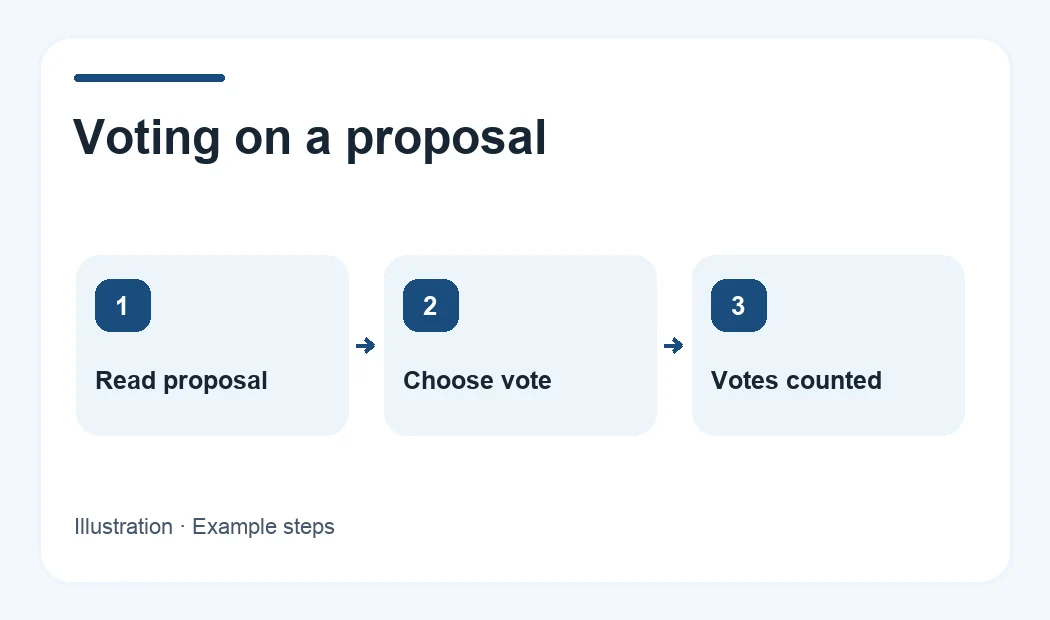 Voting on a proposal
1
Read proposal
2
Choose vote
3
Votes counted
Illustration · Example steps